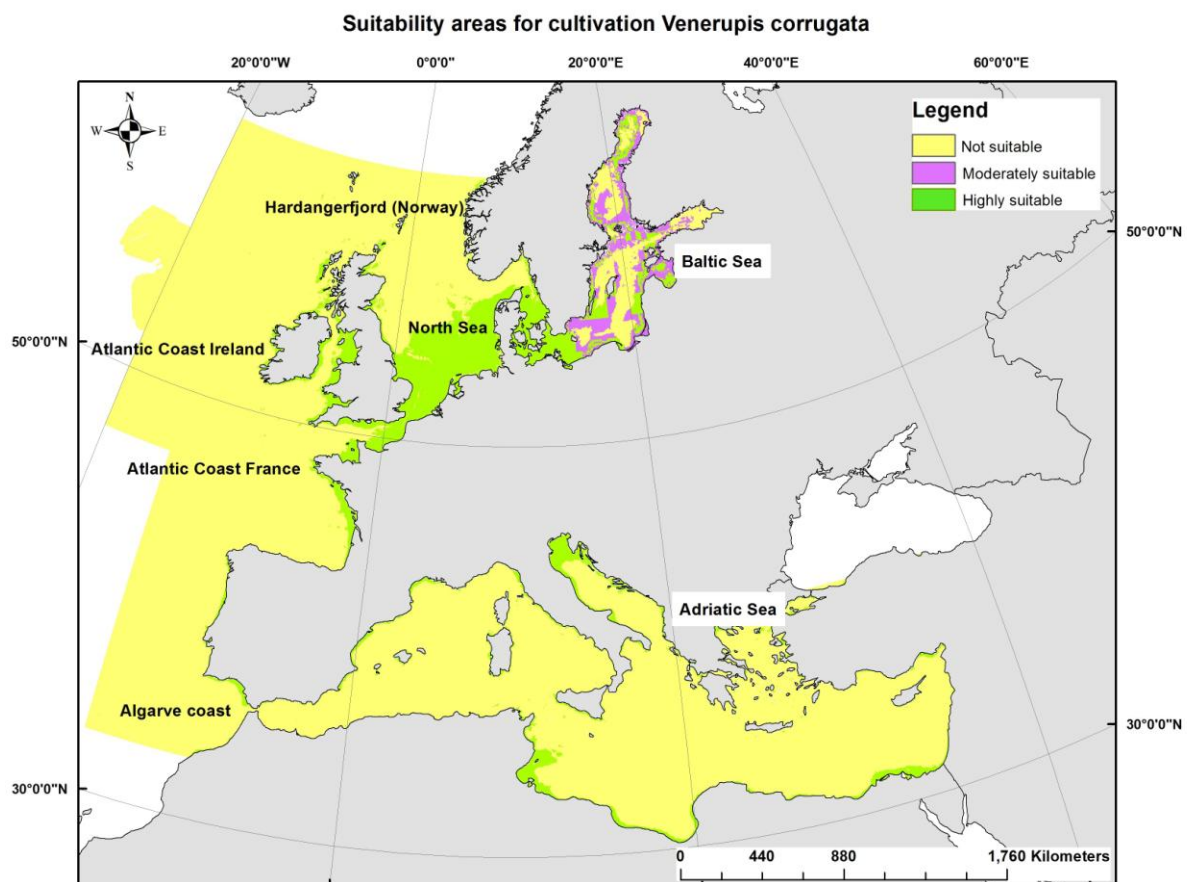 Suitability areas for cultivation Venerupis corrugata
20°0'0"W 0°0'0" 20°0'0"E 40°0'0"E 60°0'0"E
N
W E
S
Legend
Not suitable
Moderately suitable
Highly suitable
Hardangerfjord (Norway)
50°0'0"N
Baltic Sea
North Sea
50°0'0"N
Atlantic Coast Ireland
Atlantic Coast France
Adriatic Sea
Algarve coast
30°0'0"N
30°0'0"N
0 440 880 1,760 Kilometers